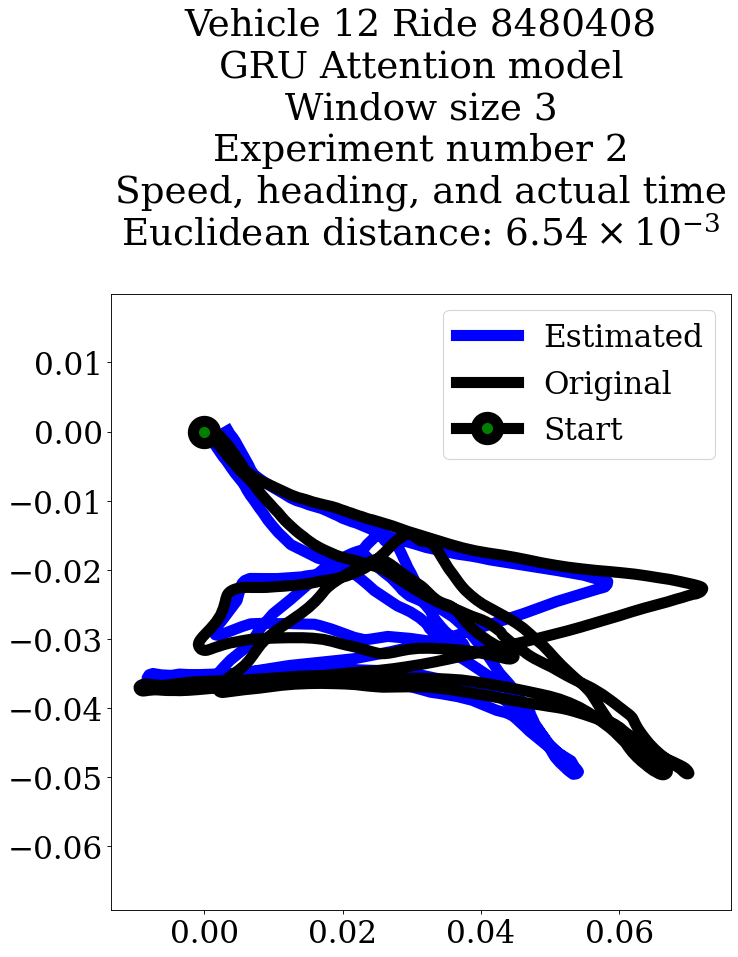 Vehicle 12 Ride 8480408
GRU Attention model
Window size 3
Experiment number 2
Speed, heading, and actual time
Euclidean distance: 6.54 × 10⁻³
Estimated
Original
Start
0.01
0.00
−0.01
−0.02
−0.03
−0.04
−0.05
−0.06
0.00 0.02 0.04 0.06